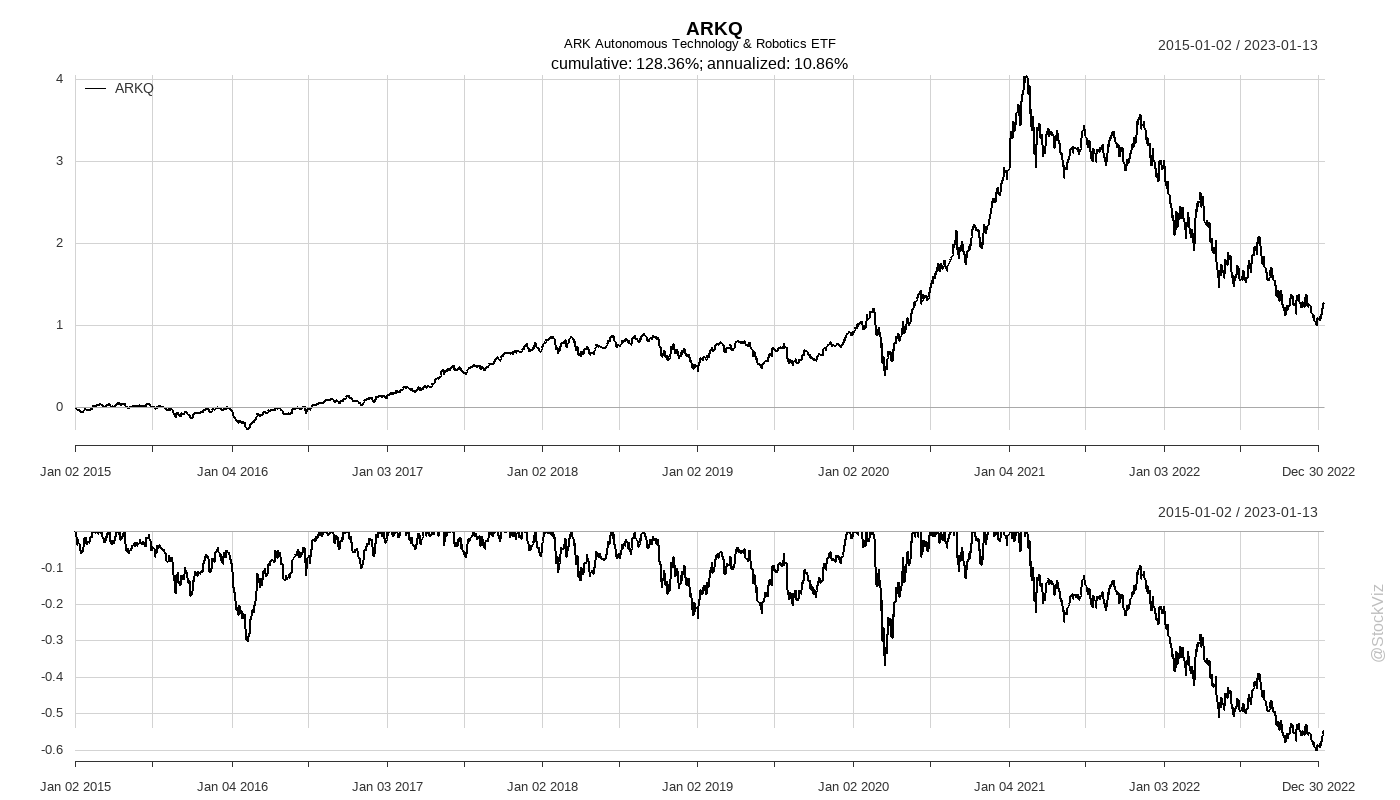 ARKQ
ARK Autonomous Technology & Robotics ETF
cumulative: 128.36%; annualized: 10.86%
2015-01-02 / 2023-01-13
ARKQ
4
3
2
1
0
Jan 02 2015 Jan 04 2016 Jan 03 2017 Jan 02 2018 Jan 02 2019 Jan 02 2020 Jan 04 2021 Jan 03 2022 Dec 30 2022
2015-01-02 / 2023-01-13
-0.1
-0.2
-0.3
-0.4
-0.5
-0.6
Jan 02 2015 Jan 04 2016 Jan 03 2017 Jan 02 2018 Jan 02 2019 Jan 02 2020 Jan 04 2021 Jan 03 2022 Dec 30 2022
@StockViz